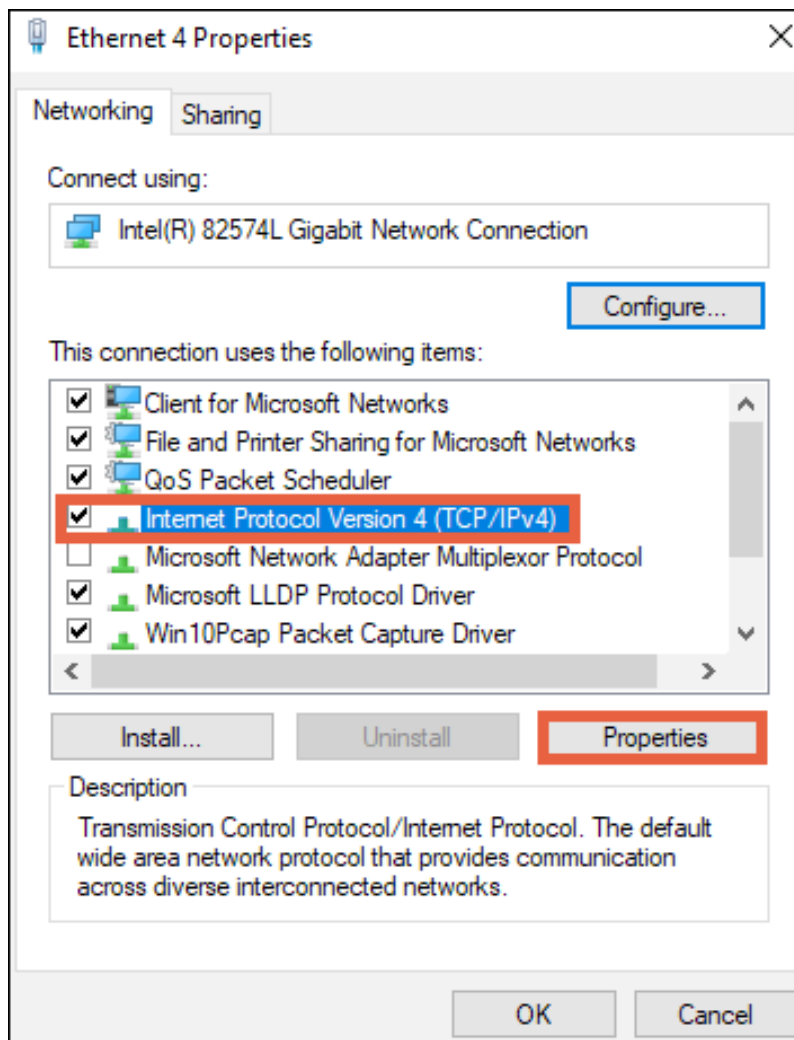 Ethernet 4 Properties
Networking
Sharing
Connect using:
Intel(R) 82574L Gigabit Network Connection
Configure...
This connection uses the following items:
Client for Microsoft Networks
File and Printer Sharing for Microsoft Networks
QoS Packet Scheduler
Internet Protocol Version 4 (TCP/IPv4)
Microsoft Network Adapter Multiplexor Protocol
Microsoft LLDP Protocol Driver
Win10Pcap Packet Capture Driver
Install...
Uninstall
Properties
Description
Transmission Control Protocol/Internet Protocol. The default
wide area network protocol that provides communication
across diverse interconnected networks.
OK
Cancel